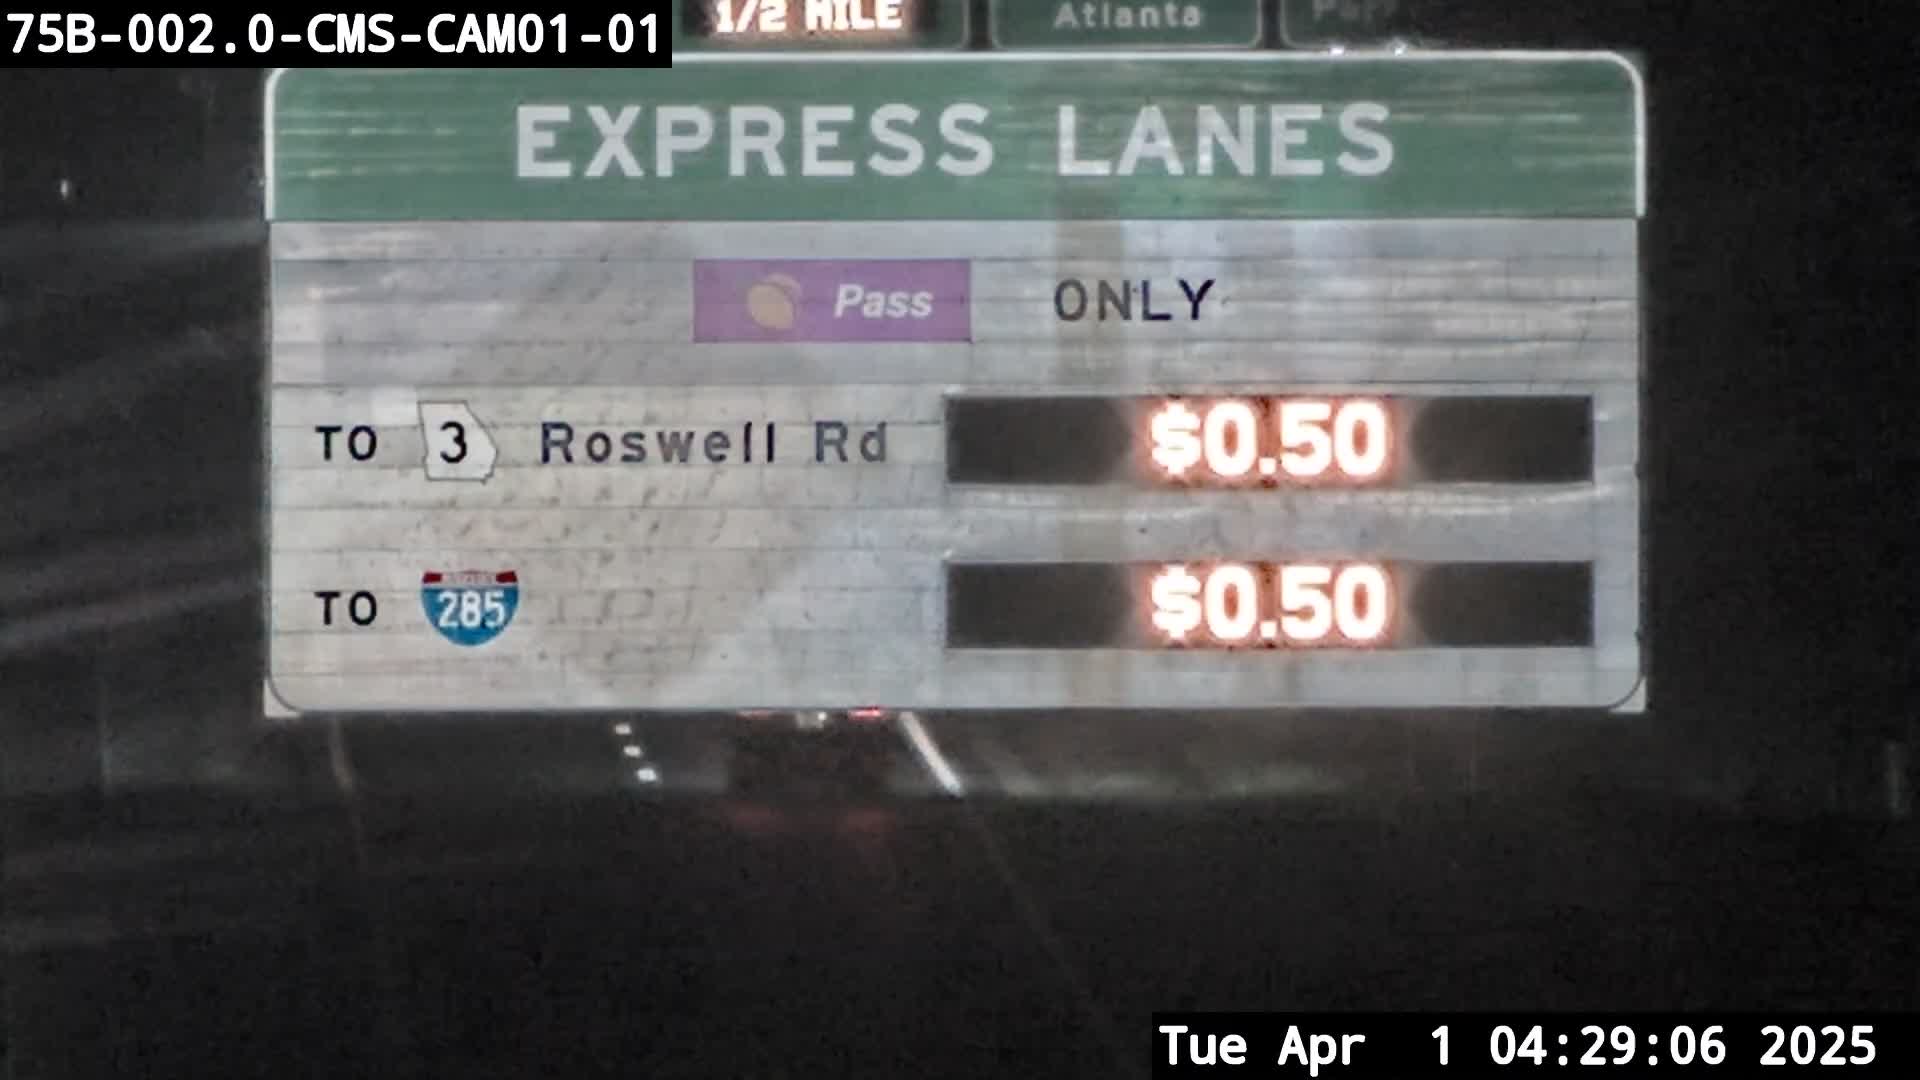 75B-002.0-CMS-CAM01-01
1/2 MILE
Atlanta
EXPRESS LANES
Pass ONLY
TO 3 Roswell Rd $0.50
TO 285 $0.50
Tue Apr 1 04:29:06 2025